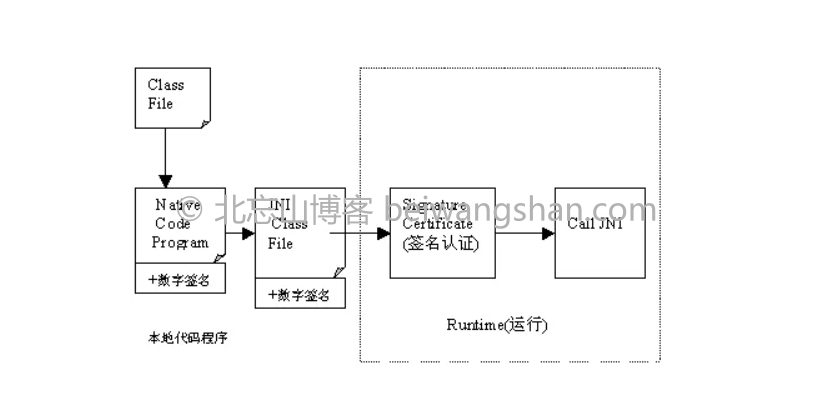 Class
File
Native
Code
Program
+数字签名
JNI
Class
File
+数字签名
Signature
Certificate
(签名认证)
Call JNI
Runtime(运行)
本地代码程序
© 北忘山博客 beiwangshan.com